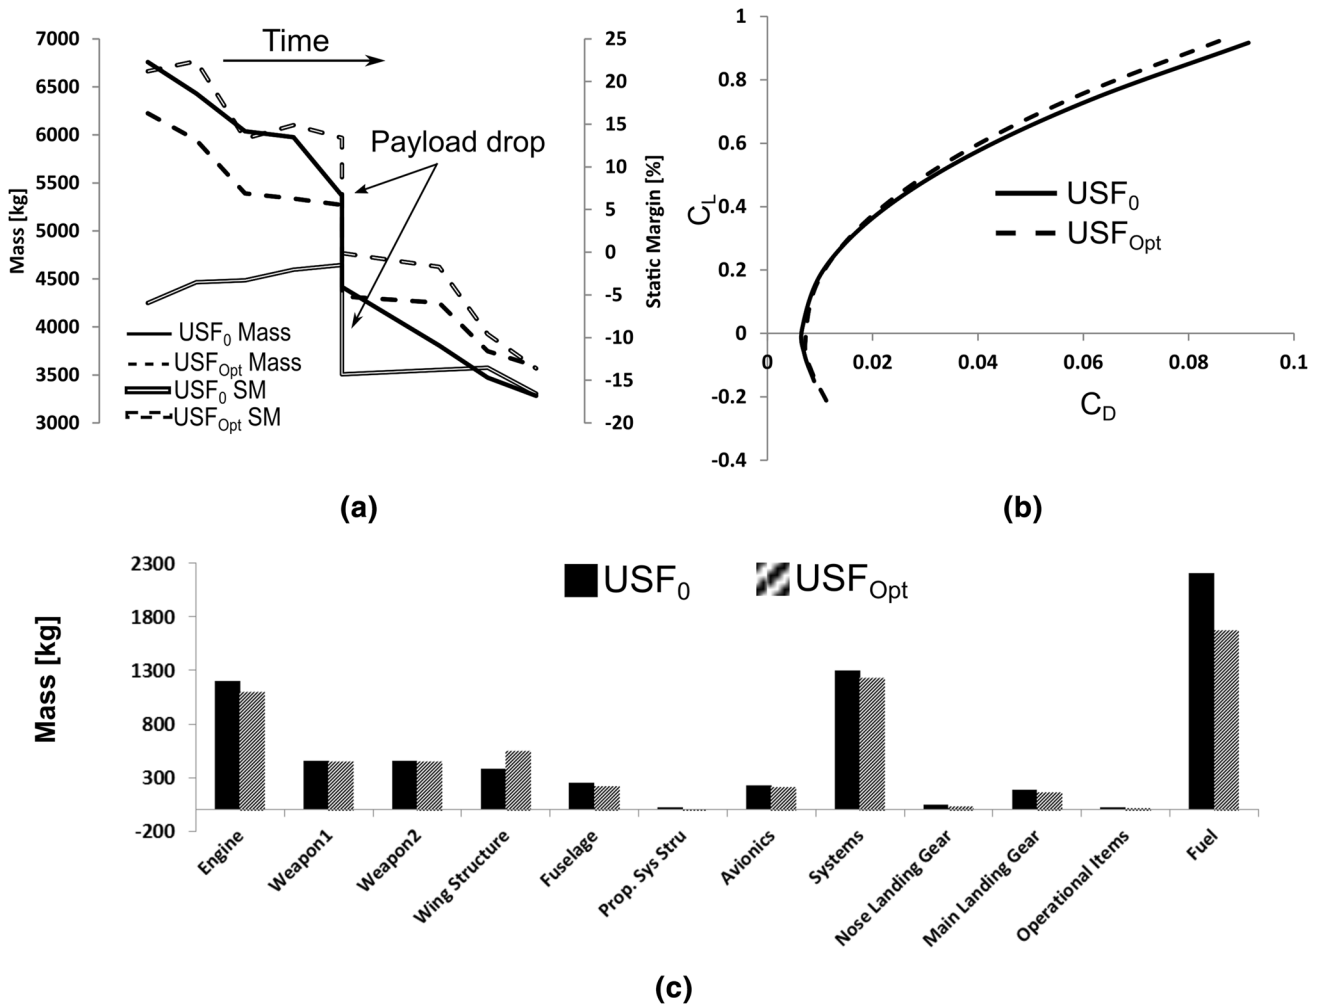 Time
7000
6500
6000
5500
5000
4500
4000
3500
3000
Mass [kg]
25
20
15
10
5
0
-5
-10
-15
-20
Static Margin [%]
Payload drop
USF0 Mass
USFOpt Mass
USF0 SM
USFOpt SM
(a)
1
0.8
0.6
0.4
0.2
0
-0.2
-0.4
CL
0
0.02
0.04
0.06
0.08
0.1
CD
USF0
USFOpt
(b)
2300
1800
1300
800
300
-200
Mass [kg]
USF0
USFOpt
Engine
Weapon1
Weapon2
Wing Structure
Fuselage
Prop. Sys Stru
Avionics
Systems
Nose Landing Gear
Main Landing Gear
Operational Items
Fuel
(c)